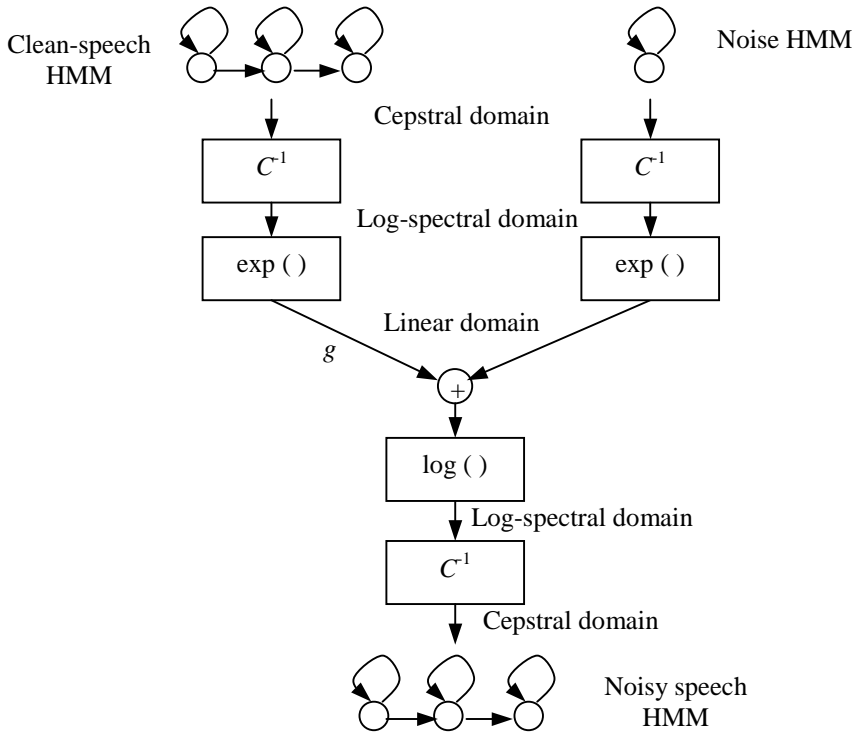 Clean-speech
HMM
Noise HMM
Cepstral domain
C⁻¹
C⁻¹
Log-spectral domain
exp ( )
exp ( )
Linear domain
g
+
log ( )
Log-spectral domain
C⁻¹
Cepstral domain
Noisy speech
HMM